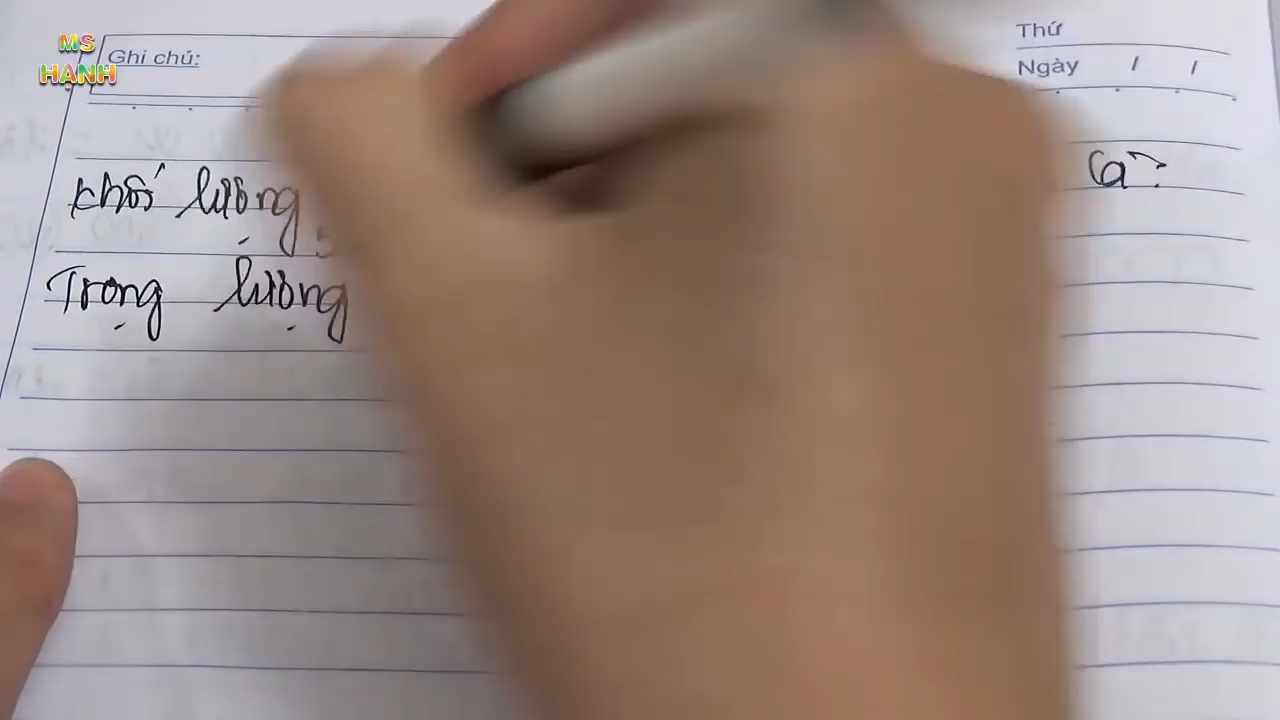 MS
HẠNH
Ghi chú:
Thứ
Ngày / /
khối lượng
Trọng lượng